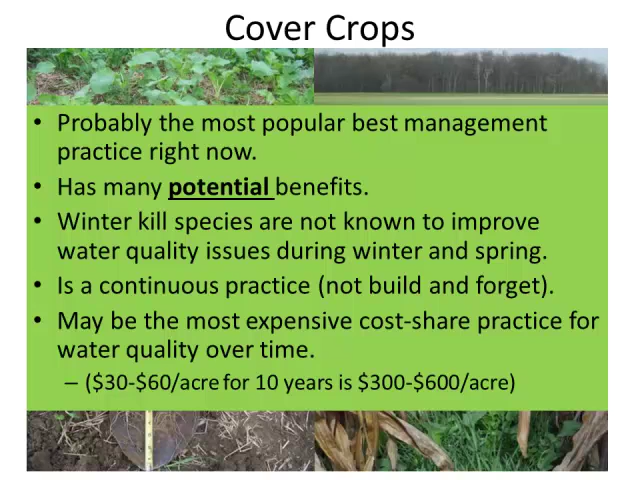 Cover Crops
• Probably the most popular best management
practice right now.
• Has many potential benefits.
• Winter kill species are not known to improve
water quality issues during winter and spring.
• Is a continuous practice (not build and forget).
• May be the most expensive cost-share practice for
water quality over time.
– ($30-$60/acre for 10 years is $300-$600/acre)